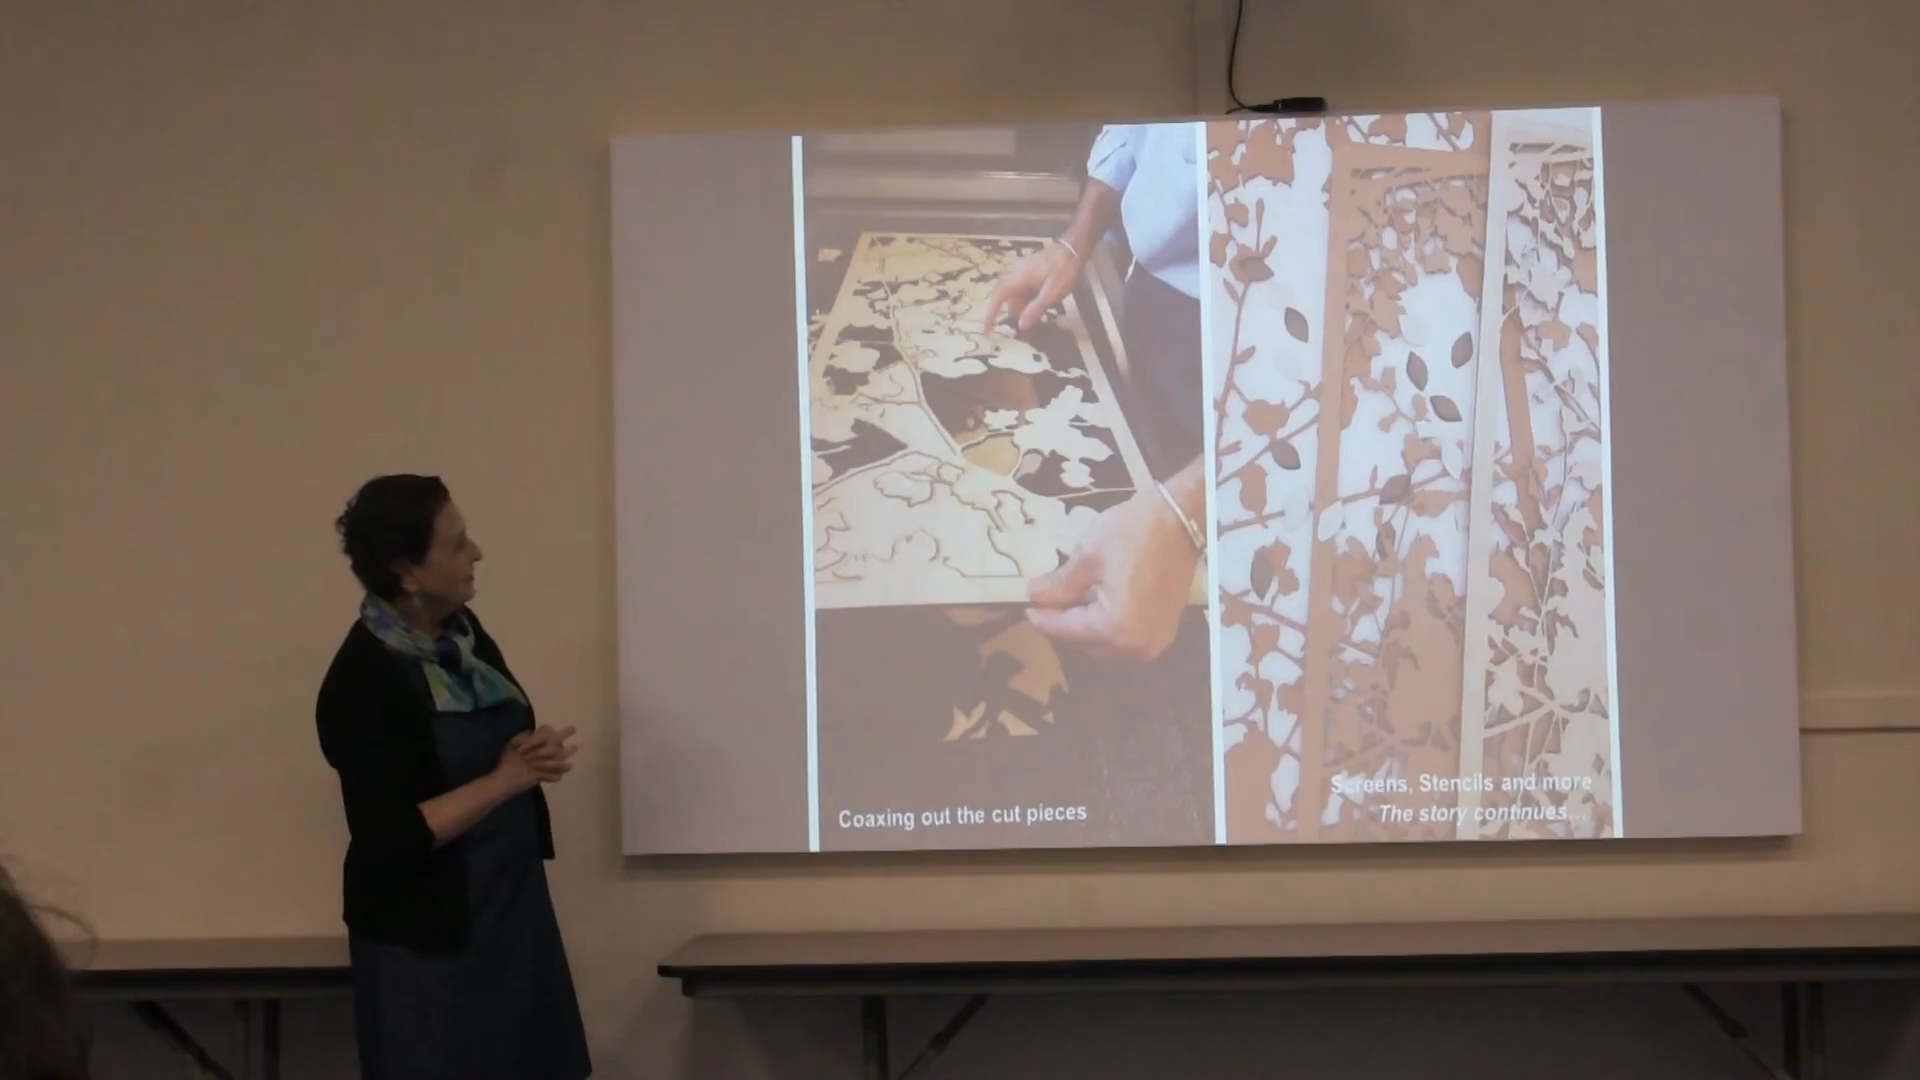 Coaxing out the cut pieces
Screens, Stencils and more
The story continues...